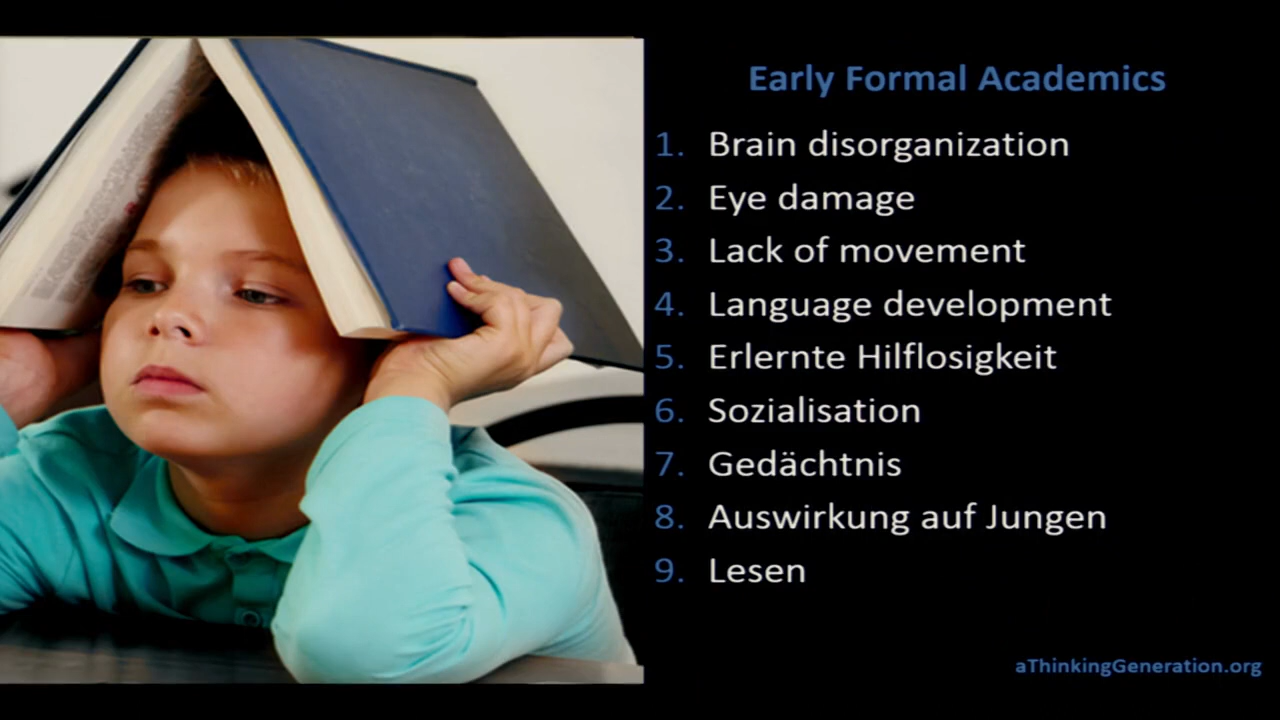 Early Formal Academics
1. Brain disorganization
2. Eye damage
3. Lack of movement
4. Language development
5. Erlernte Hilflosigkeit
6. Sozialisation
7. Gedächtnis
8. Auswirkung auf Jungen
9. Lesen
aThinkingGeneration.org